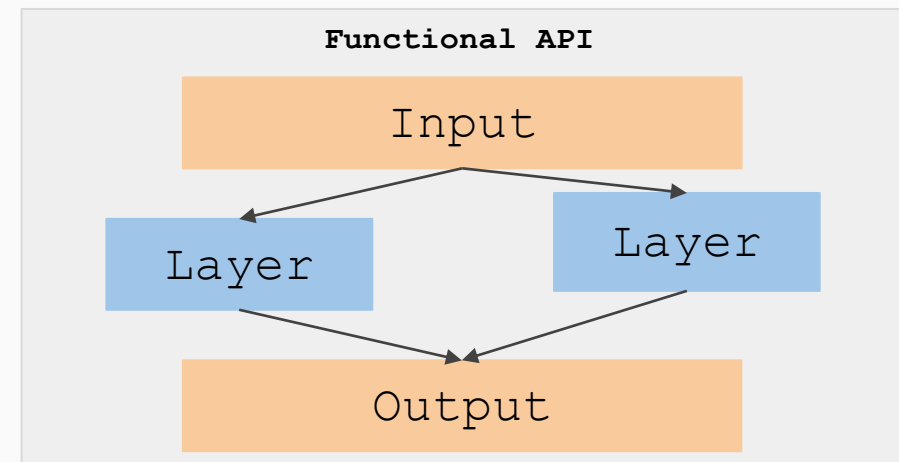 Functional API
Input
Layer
Layer
Output